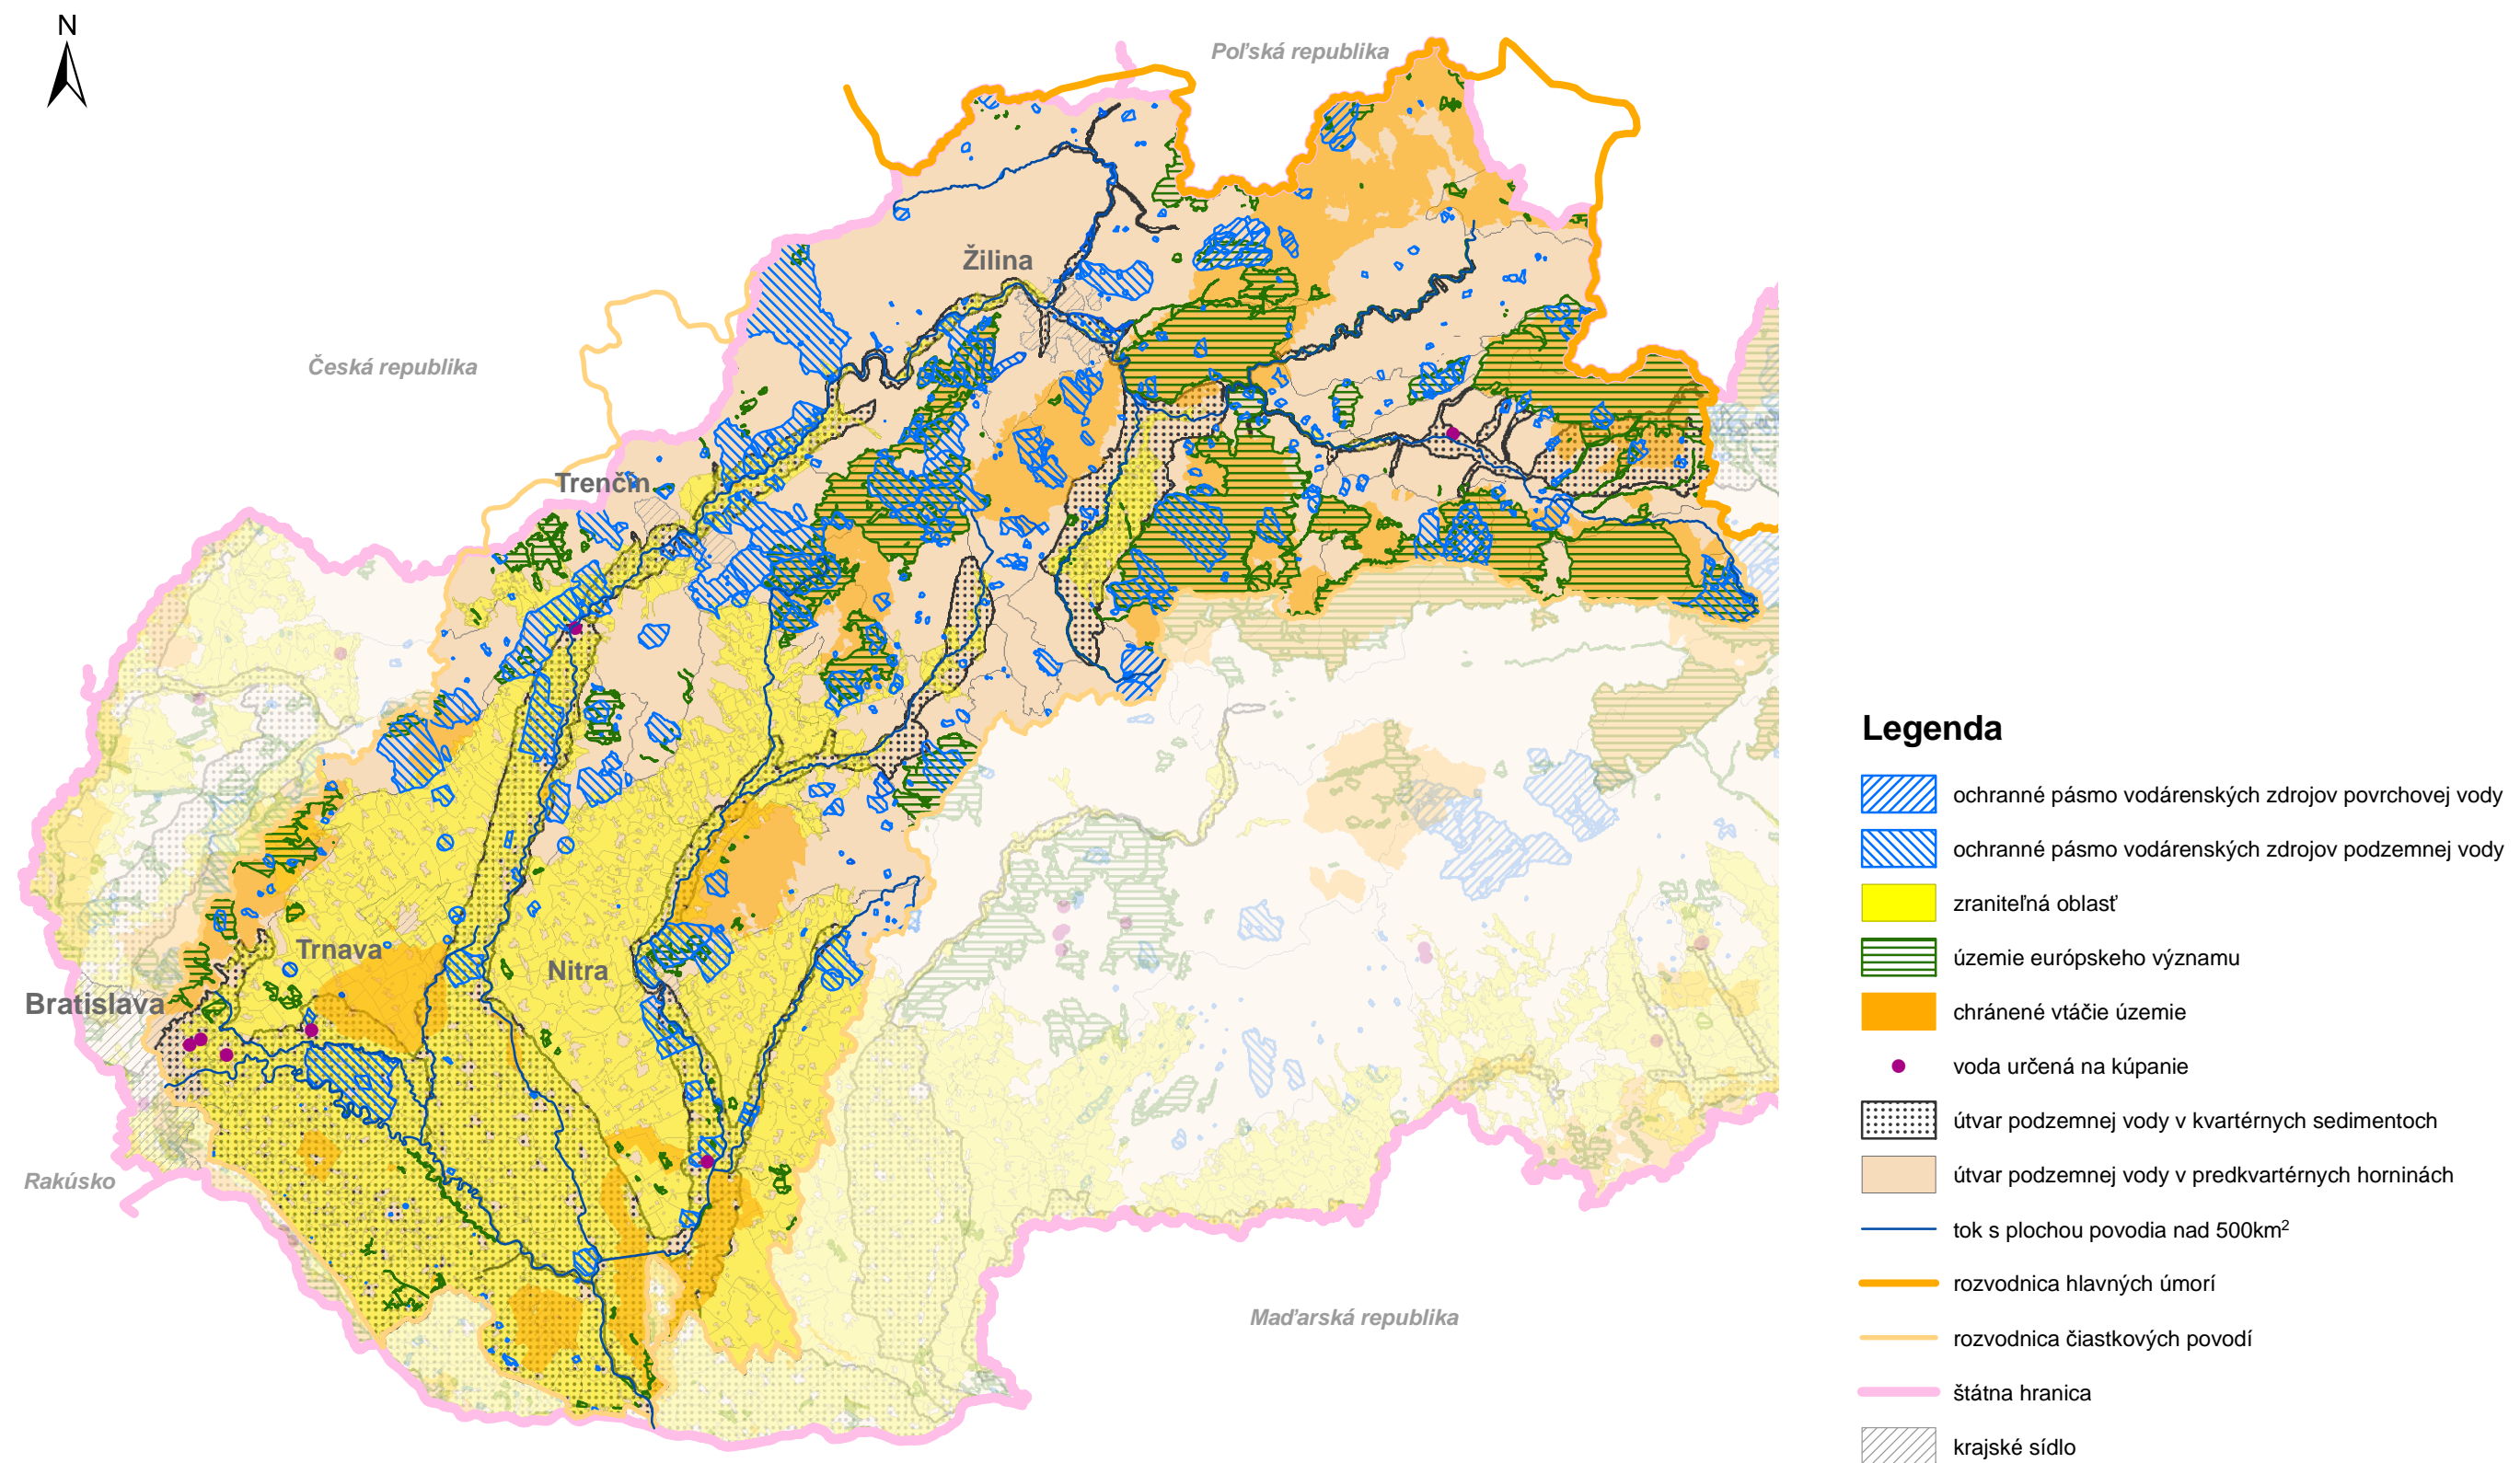 N
Poľská republika
Žilina
Česká republika
Trenčín
Trnava
Nitra
Bratislava
Rakúsko
Maďarská republika
Legenda
ochranné pásmo vodárenských zdrojov povrchovej vody
ochranné pásmo vodárenských zdrojov podzemnej vody
zraniteľná oblasť
územie európskeho významu
chránené vtáčie územie
voda určená na kúpanie
útvar podzemnej vody v kvartérnych sedimentoch
útvar podzemnej vody v predkvartérnych horninách
tok s plochou povodia nad 500km²
rozvodnica hlavných úmorí
rozvodnica čiastkových povodí
štátna hranica
krajské sídlo